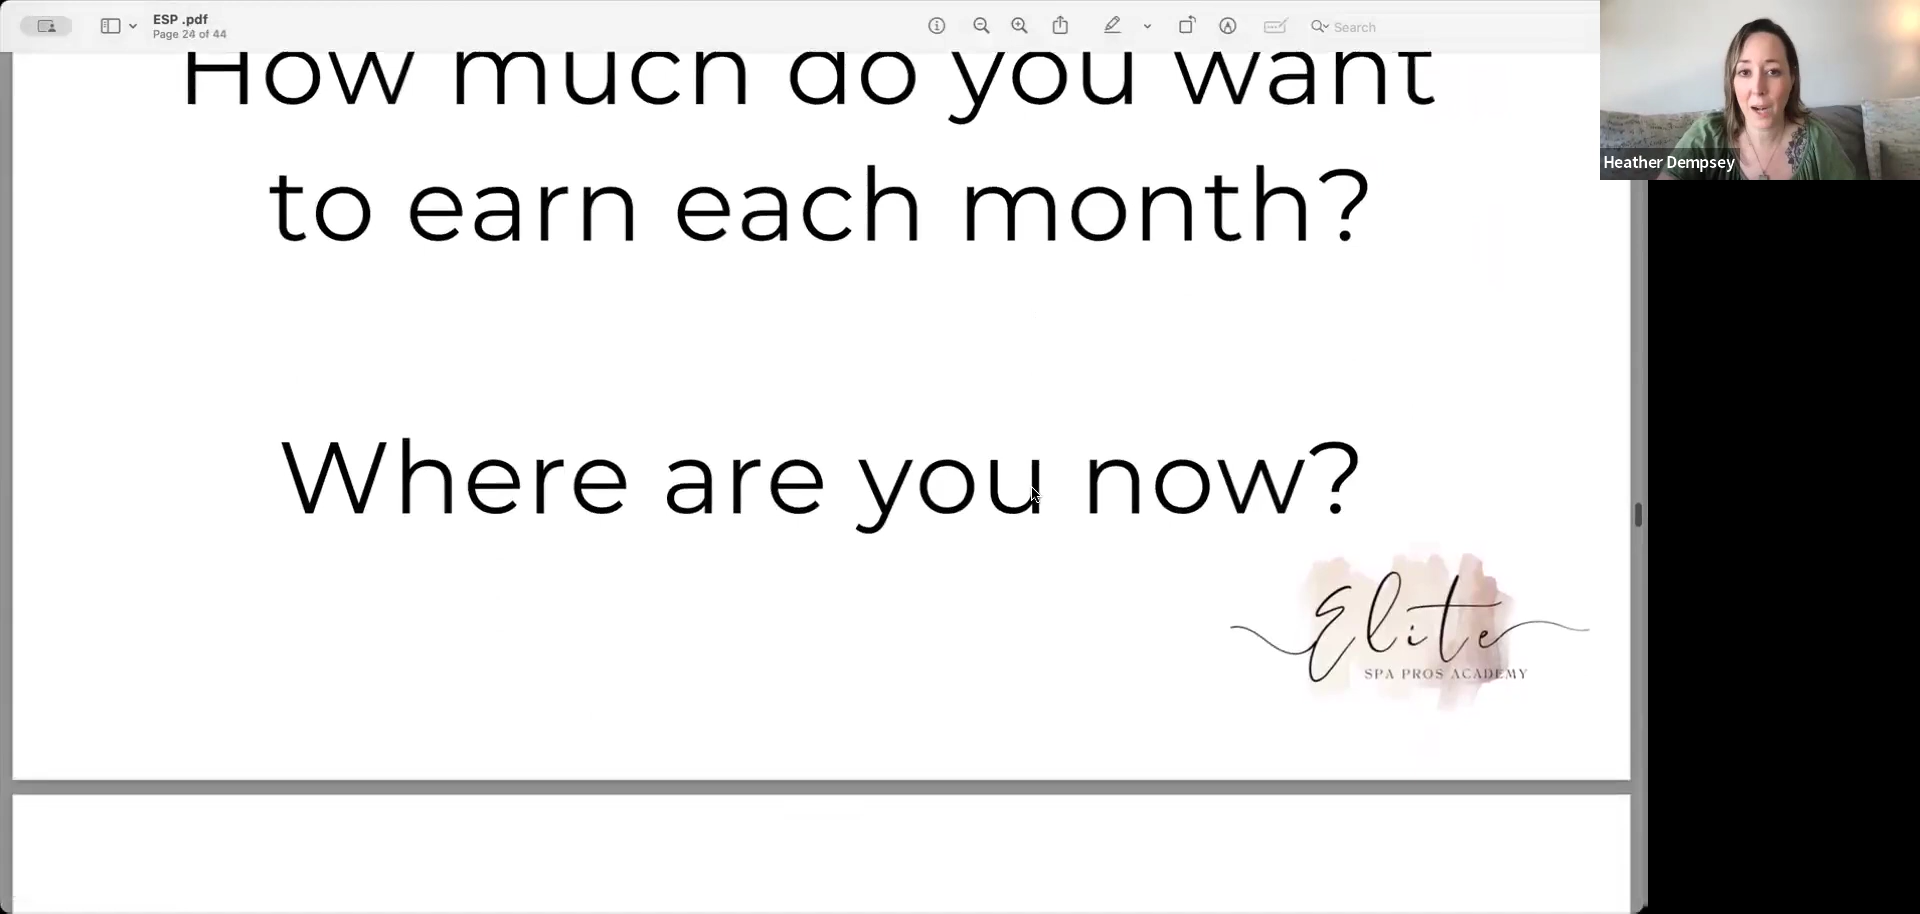 ESP .pdf
Page 24 of 44
Search
How much do you want
to earn each month?
Where are you now?
Elite
SPA PROS ACADEMY
Heather Dempsey